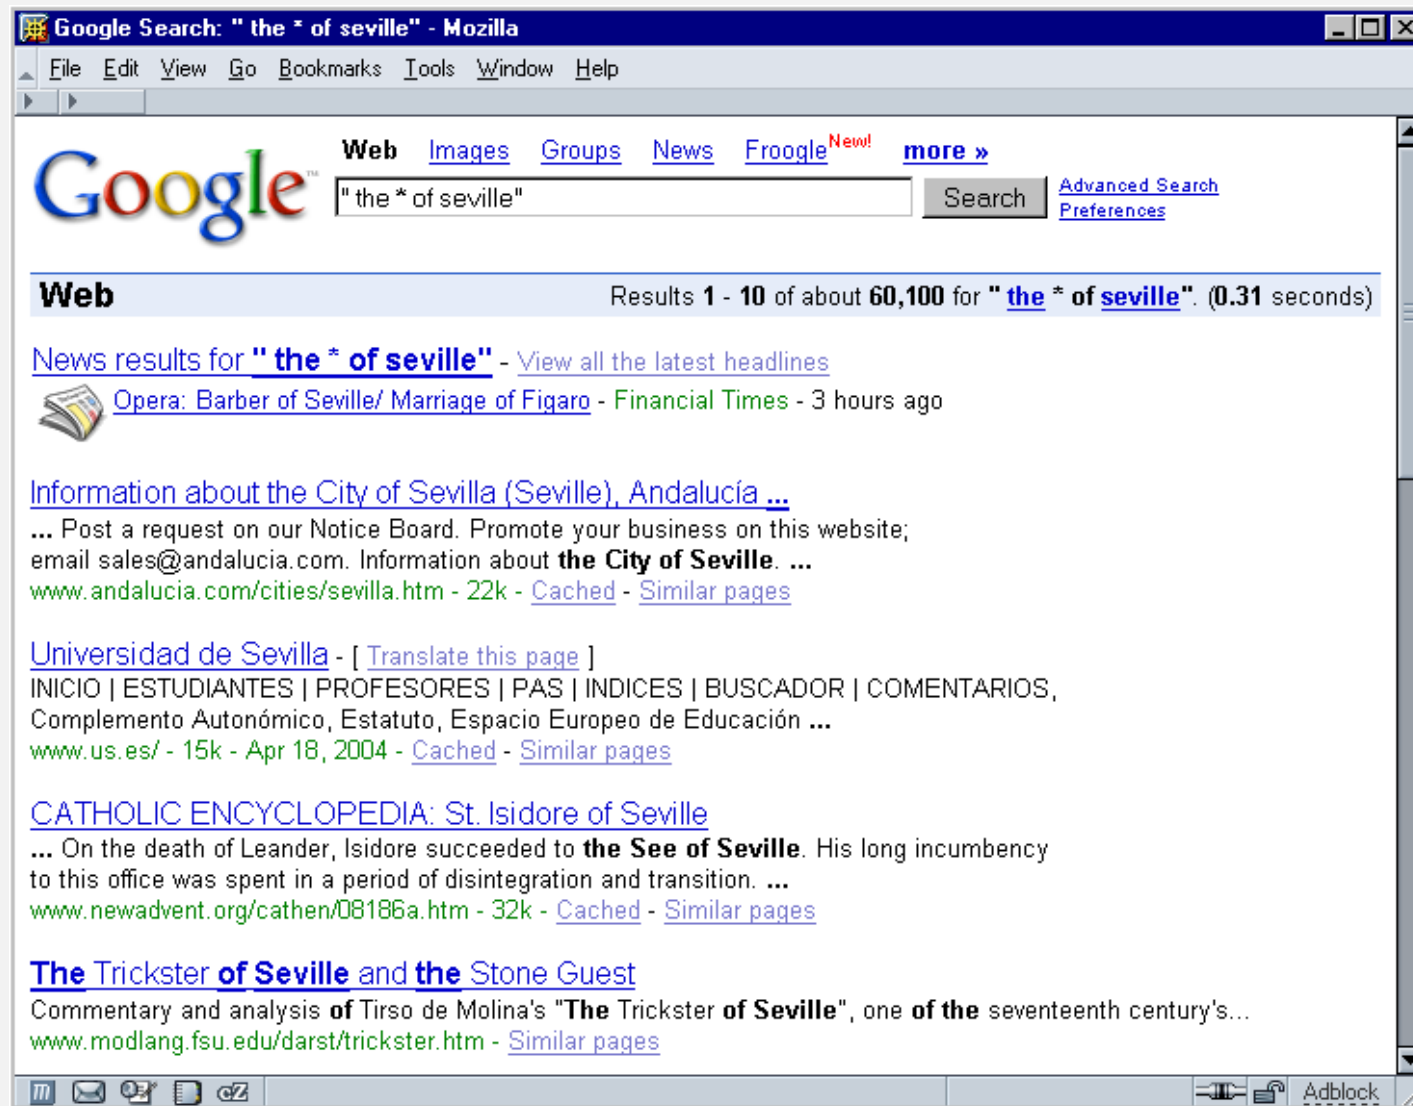 Google Search: " the * of seville" - Mozilla
File Edit View Go Bookmarks Tools Window Help
Google™
Web Images Groups News Froogle New! more »
" the * of seville" Search Advanced Search
Preferences
Web Results 1 - 10 of about 60,100 for " the * of seville". (0.31 seconds)
News results for " the * of seville" - View all the latest headlines
Opera: Barber of Seville/ Marriage of Figaro - Financial Times - 3 hours ago
Information about the City of Sevilla (Seville), Andalucía ...
... Post a request on our Notice Board. Promote your business on this website;
email sales@andalucia.com. Information about the City of Seville. ...
www.andalucia.com/cities/sevilla.htm - 22k - Cached - Similar pages
Universidad de Sevilla - [ Translate this page ]
INICIO | ESTUDIANTES | PROFESORES | PAS | INDICES | BUSCADOR | COMENTARIOS,
Complemento Autonómico, Estatuto, Espacio Europeo de Educación ...
www.us.es/ - 15k - Apr 18, 2004 - Cached - Similar pages
CATHOLIC ENCYCLOPEDIA: St. Isidore of Seville
... On the death of Leander, Isidore succeeded to the See of Seville. His long incumbency
to this office was spent in a period of disintegration and transition. ...
www.newadvent.org/cathen/08186a.htm - 32k - Cached - Similar pages
The Trickster of Seville and the Stone Guest
Commentary and analysis of Tirso de Molina's "The Trickster of Seville", one of the seventeenth century's...
www.modlang.fsu.edu/darst/trickster.htm - Similar pages
m cZ Adblock